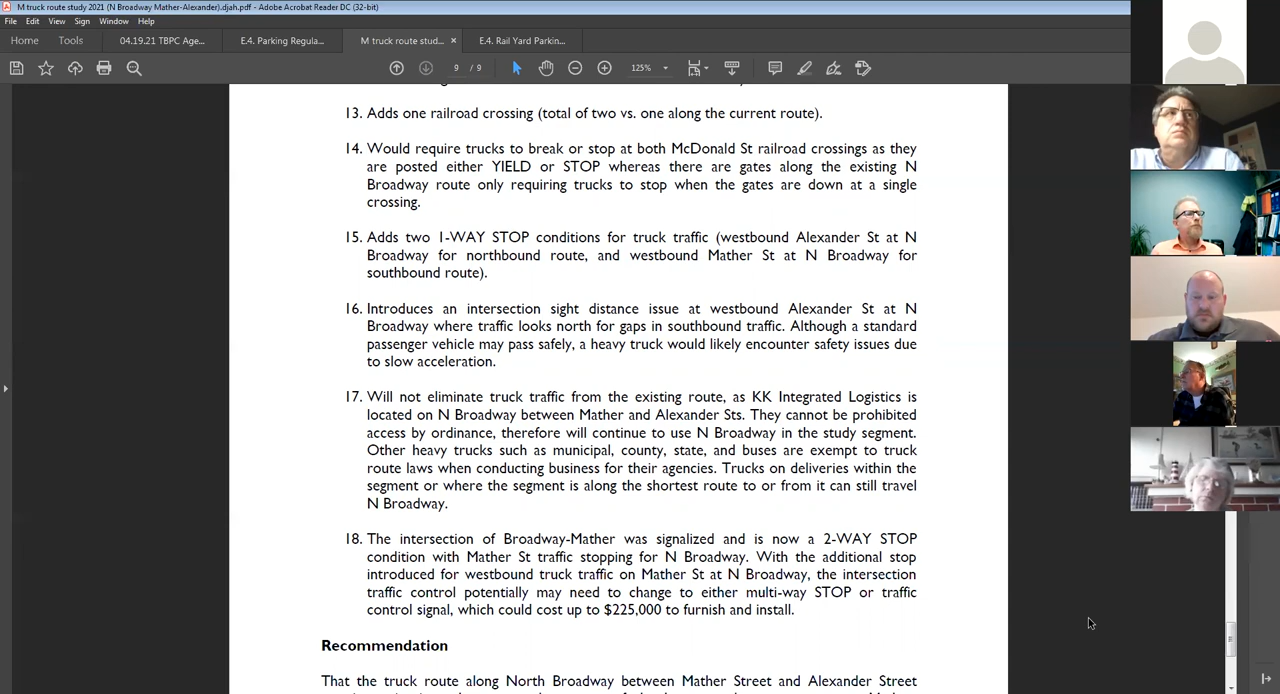 M truck route study 2021 (N Broadway Mather-Alexander).djah.pdf - Adobe Acrobat Reader DC (32-bit)
File Edit View Sign Window Help
Home Tools 04.19.21 TBPC Age... E.4. Parking Regula... M truck route stud... × E.4. Rail Yard Parkin...
9 / 9 125%
13. Adds one railroad crossing (total of two vs. one along the current route).
14. Would require trucks to break or stop at both McDonald St railroad crossings as they
are posted either YIELD or STOP whereas there are gates along the existing N
Broadway route only requiring trucks to stop when the gates are down at a single
crossing.
15. Adds two 1-WAY STOP conditions for truck traffic (westbound Alexander St at N
Broadway for northbound route, and westbound Mather St at N Broadway for
southbound route).
16. Introduces an intersection sight distance issue at westbound Alexander St at N
Broadway where traffic looks north for gaps in southbound traffic. Although a standard
passenger vehicle may pass safely, a heavy truck would likely encounter safety issues due
to slow acceleration.
17. Will not eliminate truck traffic from the existing route, as KK Integrated Logistics is
located on N Broadway between Mather and Alexander Sts. They cannot be prohibited
access by ordinance, therefore will continue to use N Broadway in the study segment.
Other heavy trucks such as municipal, county, state, and buses are exempt to truck
route laws when conducting business for their agencies. Trucks on deliveries within the
segment or where the segment is along the shortest route to or from it can still travel
N Broadway.
18. The intersection of Broadway-Mather was signalized and is now a 2-WAY STOP
condition with Mather St traffic stopping for N Broadway. With the additional stop
introduced for westbound truck traffic on Mather St at N Broadway, the intersection
traffic control potentially may need to change to either multi-way STOP or traffic
control signal, which could cost up to $225,000 to furnish and install.
Recommendation
That the truck route along North Broadway between Mather Street and Alexander Street